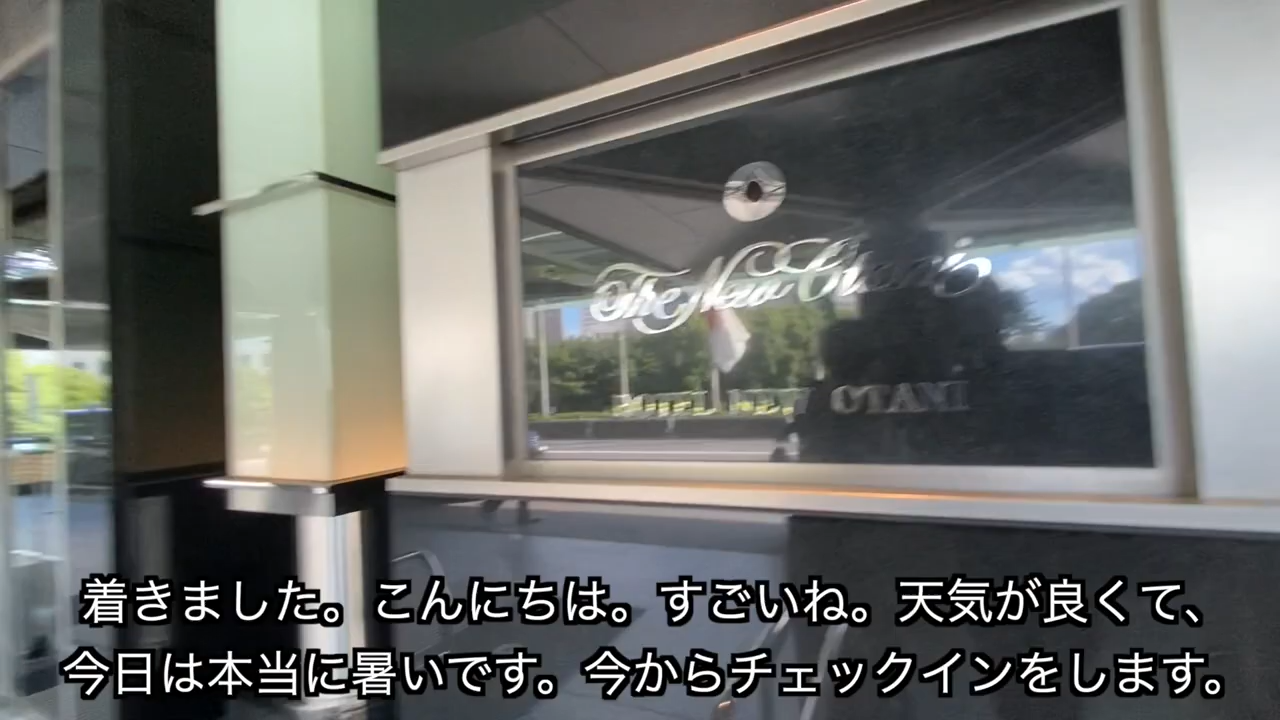 The New Otani
HOTEL NEW OTANI
着きました。こんにちは。すごいね。天気が良くて、
今日は本当に暑いです。今からチェックインをします。